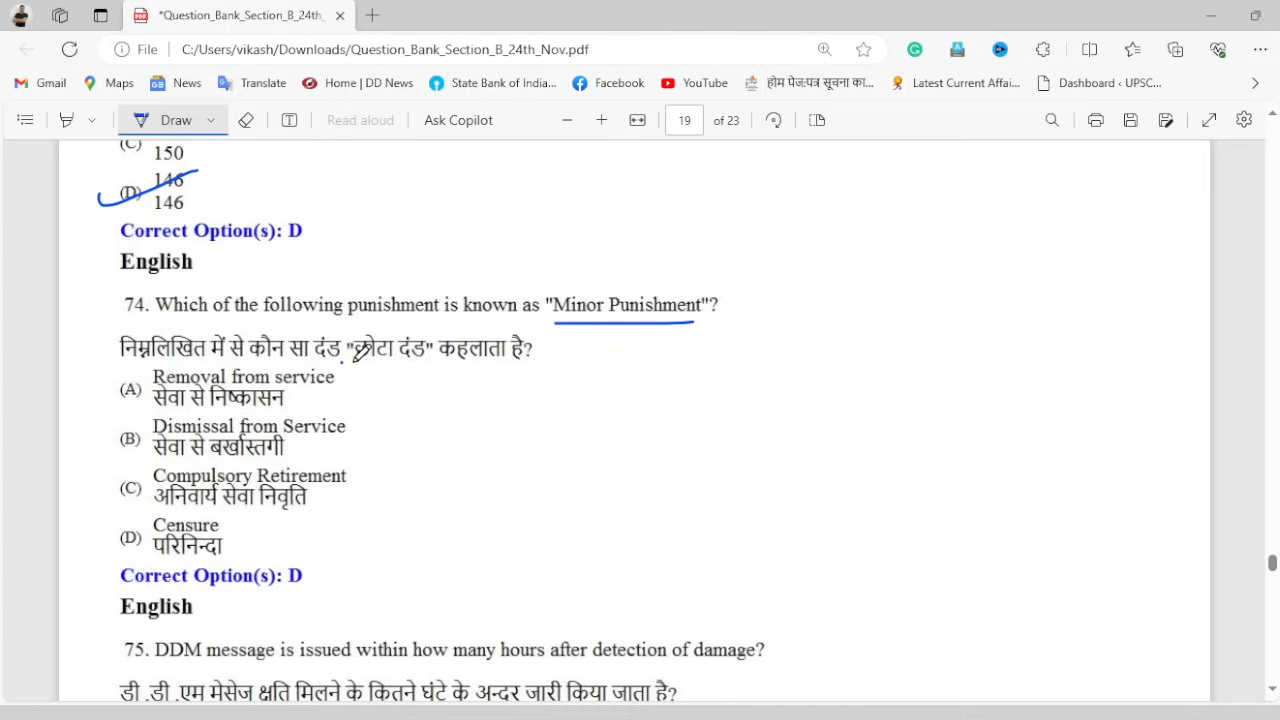 *Question_Bank_Section_B_24th_
File C:/Users/vikash/Downloads/Question_Bank_Section_B_24th_Nov.pdf
Gmail Maps News Translate Home | DD News State Bank of India... Facebook YouTube होम पेज:पत्र सूचना का... Latest Current Affai... Dashboard ‹ UPSC...
Draw Read aloud Ask Copilot 19 of 23
(C)
150
146
(D)
146
Correct Option(s): D
English
74. Which of the following punishment is known as "Minor Punishment"?
निम्नलिखित में से कौन सा दंड "छोटा दंड" कहलाता है?
Removal from service
(A)
सेवा से निष्कासन
Dismissal from Service
(B)
सेवा से बर्खास्तगी
Compulsory Retirement
(C)
अनिवार्य सेवा निवृति
Censure
(D)
परिनिन्दा
Correct Option(s): D
English
75. DDM message is issued within how many hours after detection of damage?
डी .डी .एम मेसेज क्षति मिलने के कितने घंटे के अन्दर जारी किया जाता है?